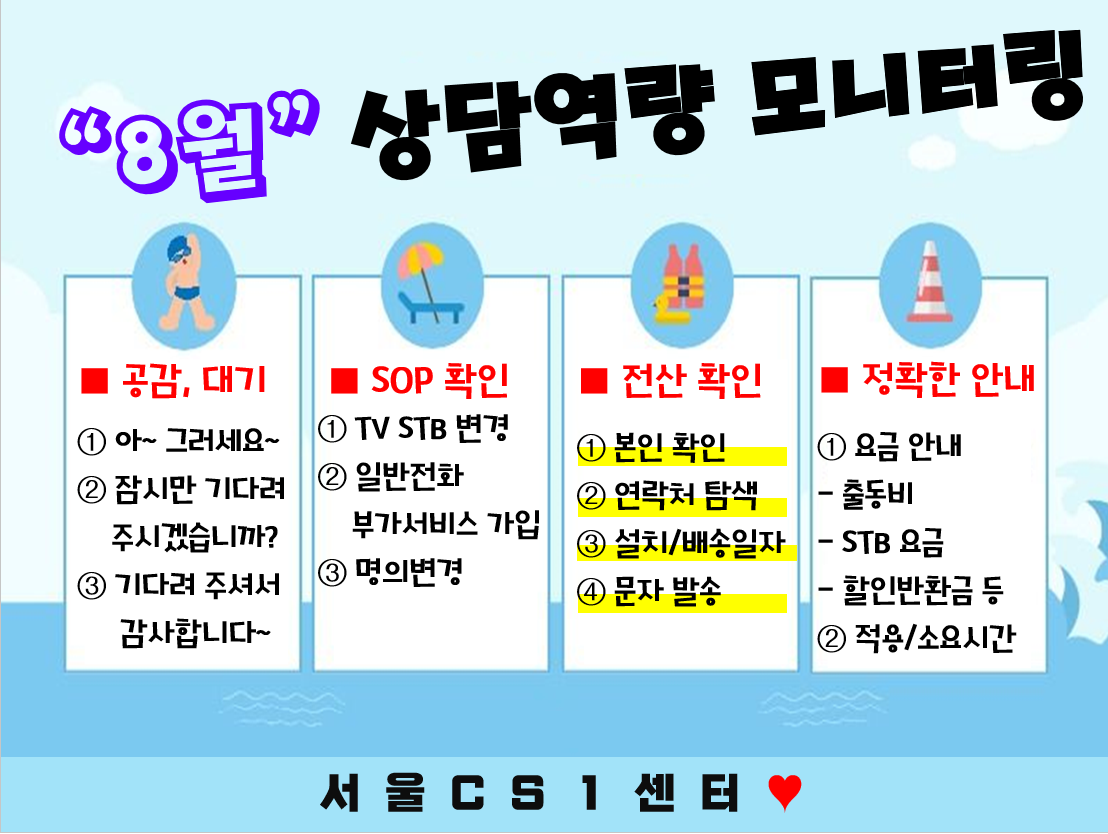 “8월” 상담역량 모니터링
■ 공감, 대기
① 아~ 그러세요~
② 잠시만 기다려
주시겠습니까?
③ 기다려 주셔서
감사합니다~
■ SOP 확인
① TV STB 변경
② 일반전화
부가서비스 가입
③ 명의변경
■ 전산 확인
① 본인 확인
② 연락처 탐색
③ 설치/배송일자
④ 문자 발송
■ 정확한 안내
① 요금 안내
- 출동비
- STB 요금
- 할인반환금 등
② 적용/소요시간
서울CS1센터♥